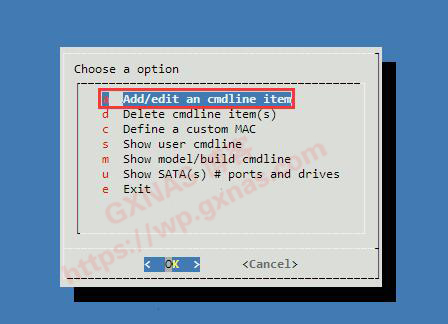 Choose a option
a Add/edit an cmdline item
d Delete cmdline item(s)
c Define a custom MAC
s Show user cmdline
m Show model/build cmdline
u Show SATA(s) # ports and drives
e Exit
< OK > <Cancel>
GXNAS
https://wp.gxnas.com